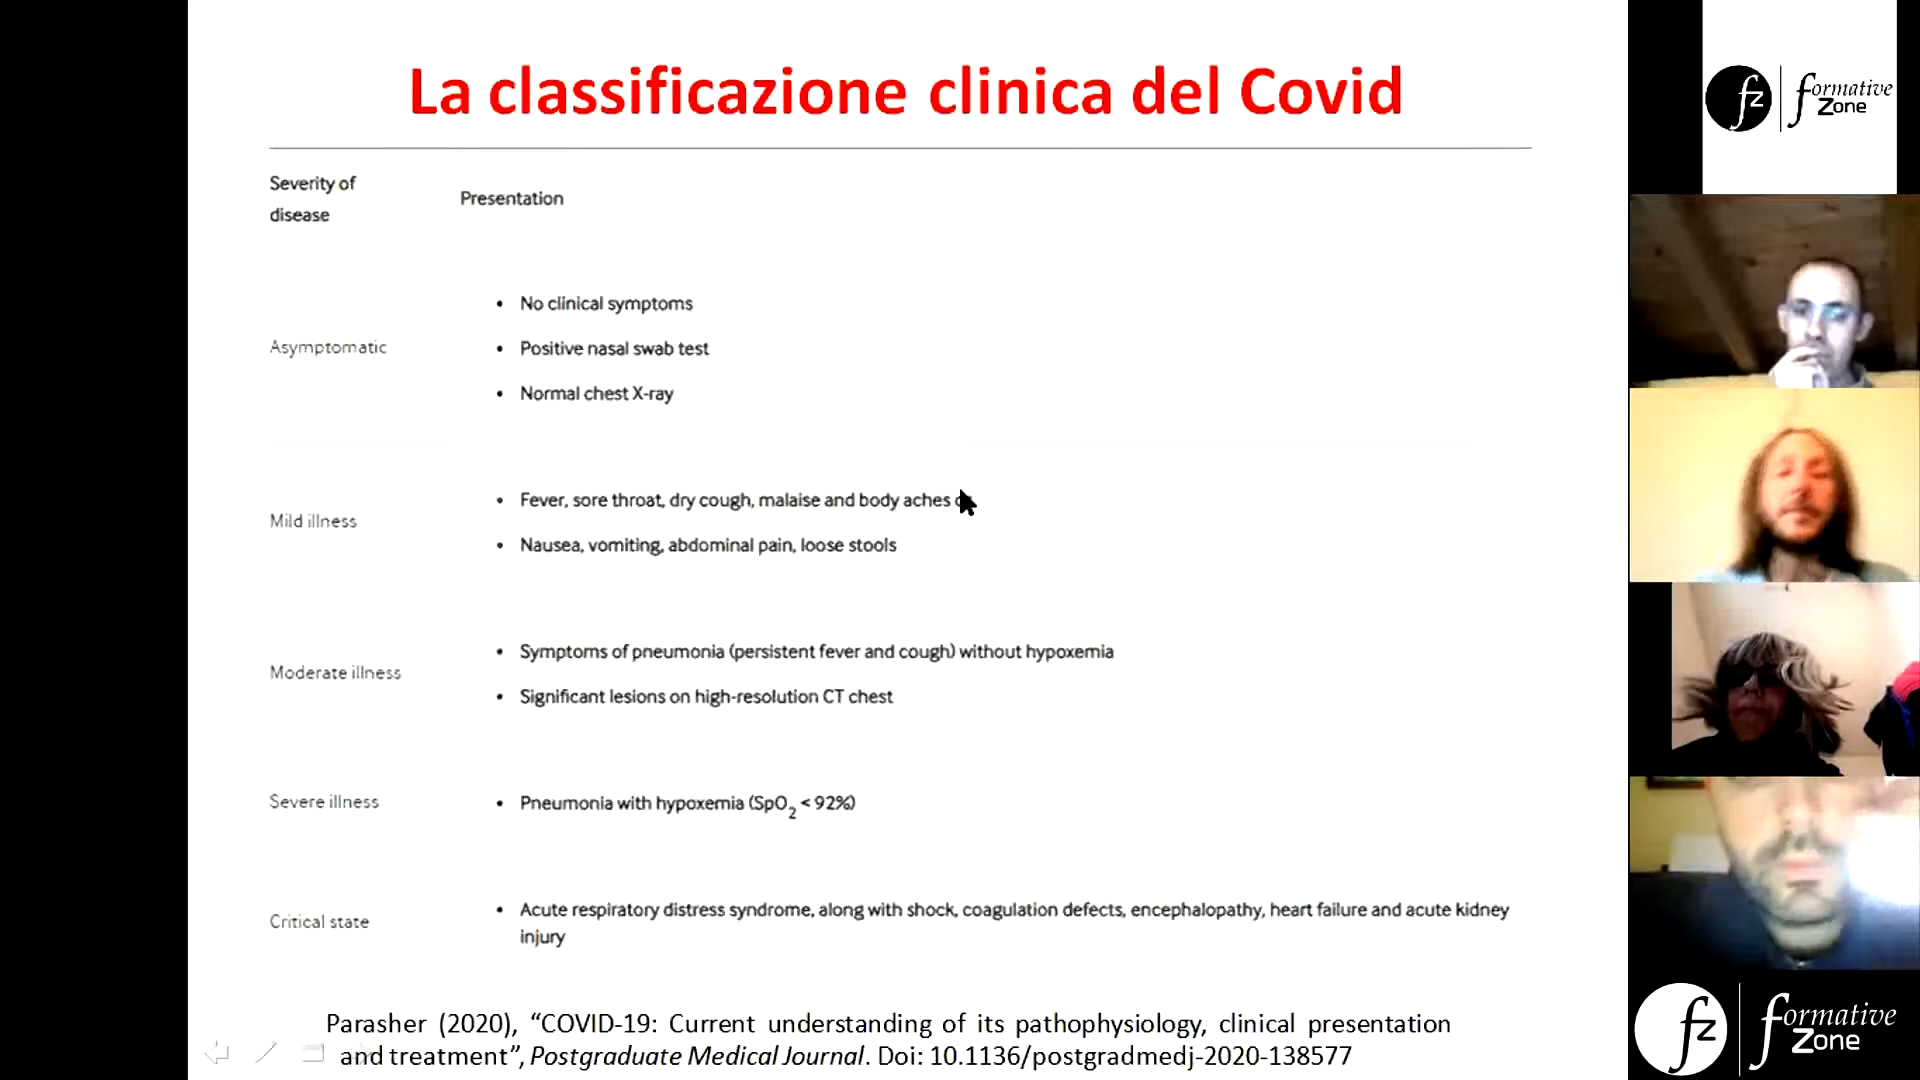 La classificazione clinica del Covid
Severity of
disease
Presentation
Asymptomatic
• No clinical symptoms
• Positive nasal swab test
• Normal chest X-ray
Mild illness
• Fever, sore throat, dry cough, malaise and body aches
• Nausea, vomiting, abdominal pain, loose stools
Moderate illness
• Symptoms of pneumonia (persistent fever and cough) without hypoxemia
• Significant lesions on high-resolution CT chest
Severe illness
• Pneumonia with hypoxemia (SpO2 < 92%)
Critical state
• Acute respiratory distress syndrome, along with shock, coagulation defects, encephalopathy, heart failure and acute kidney
injury
Parasher (2020), “COVID-19: Current understanding of its pathophysiology, clinical presentation
and treatment”, Postgraduate Medical Journal. Doi: 10.1136/postgradmedj-2020-138577
fz
formative
Zone
fz
formative
Zone